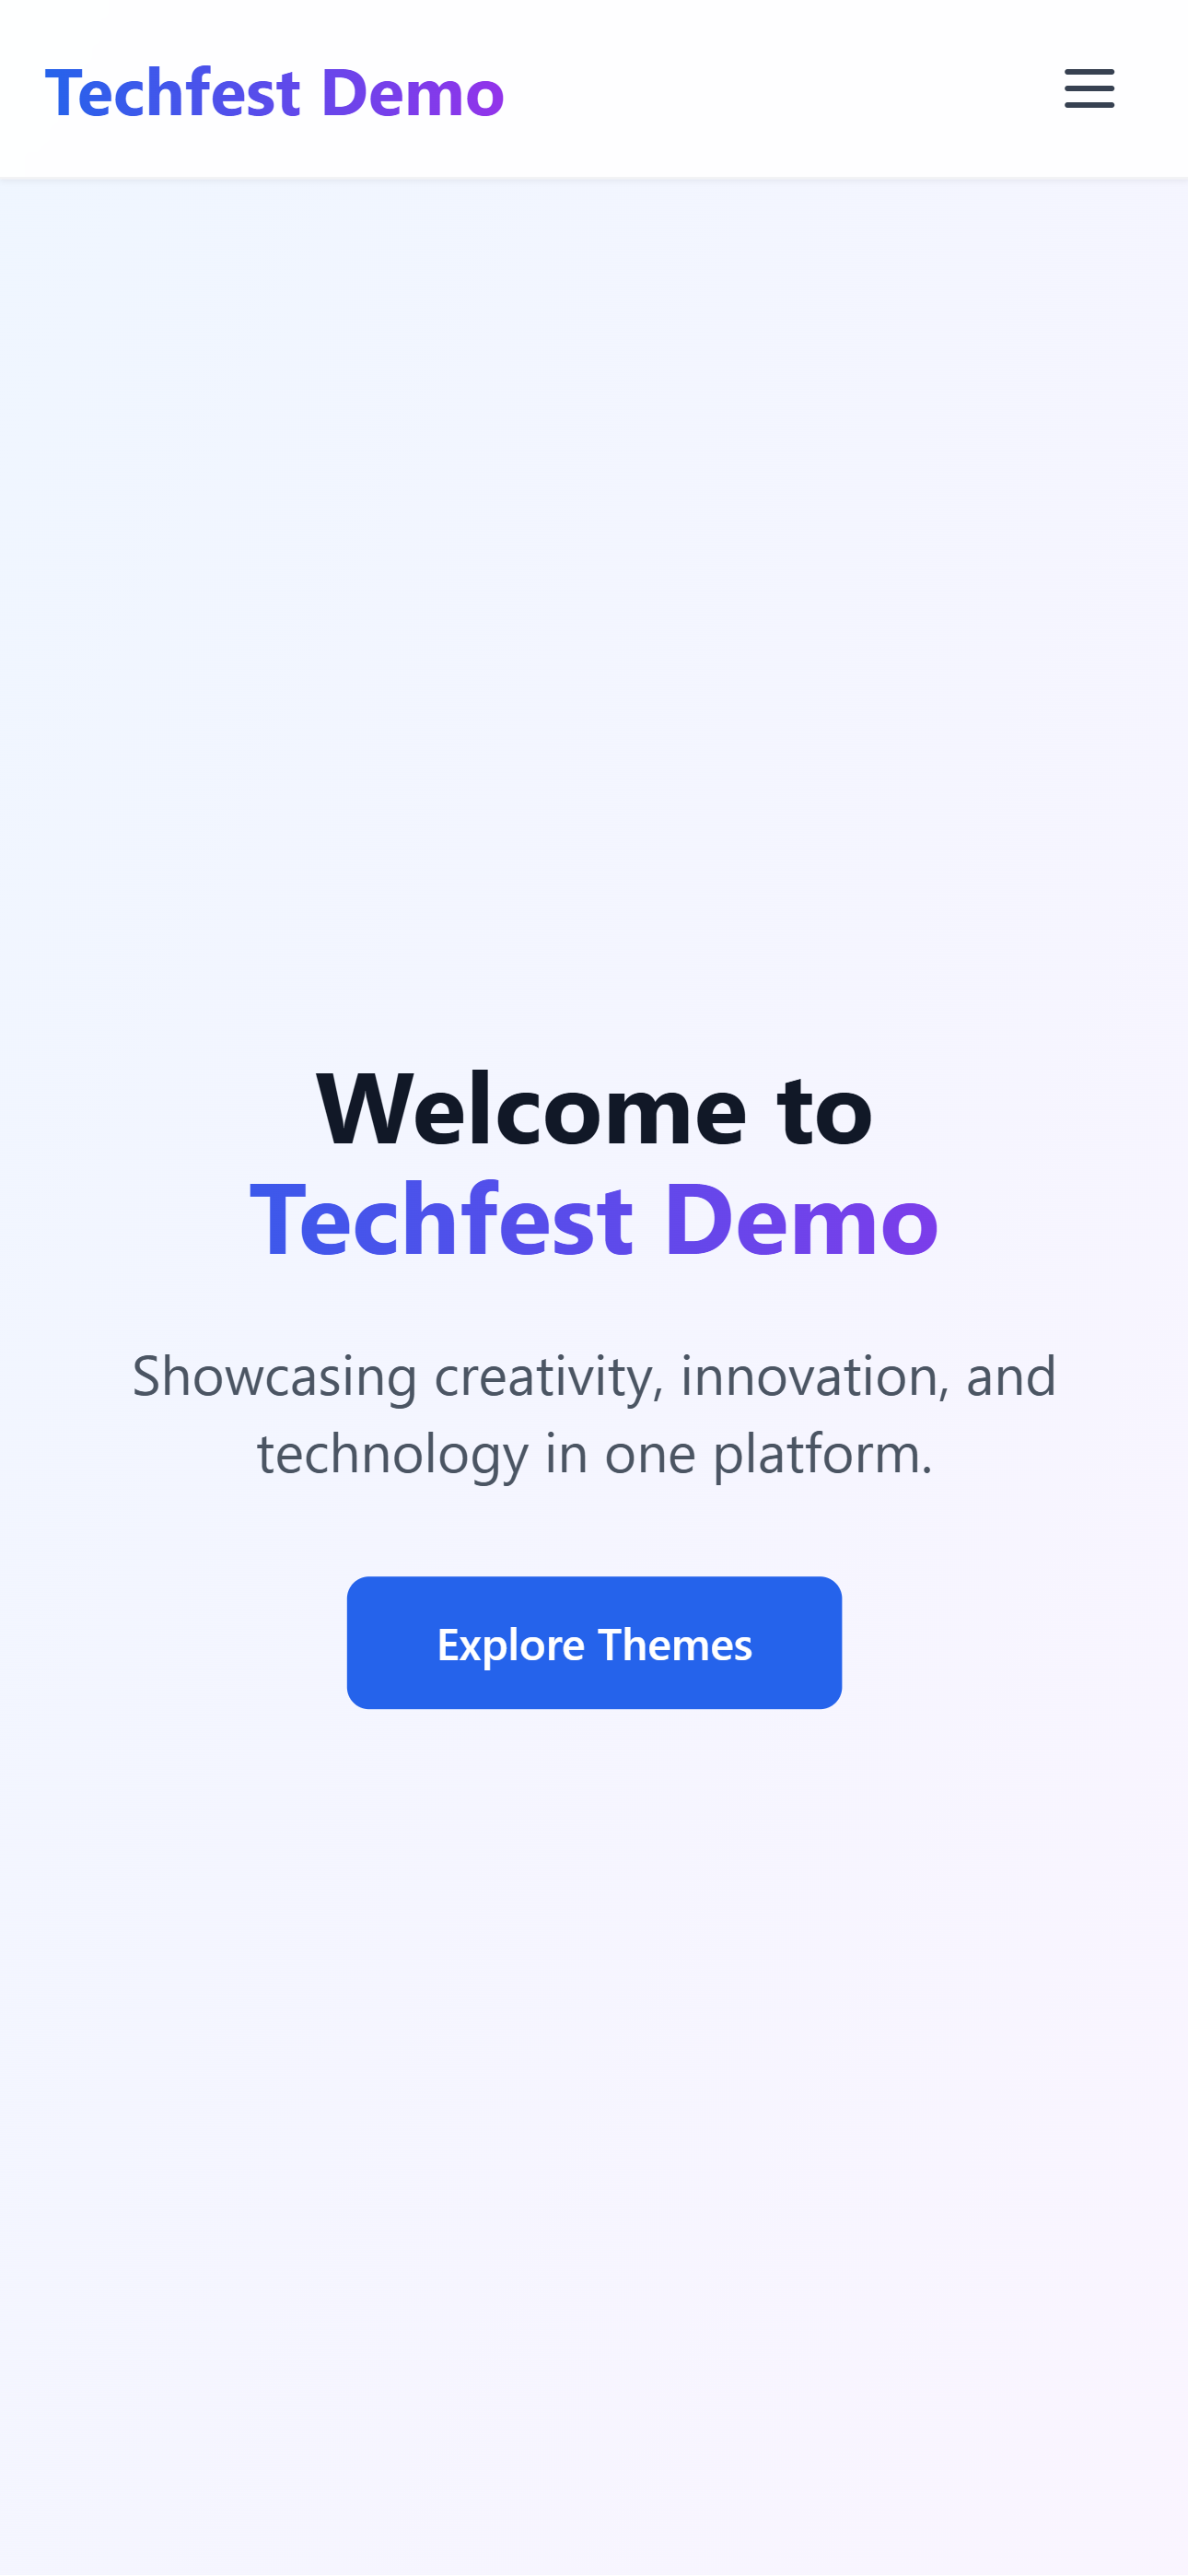 Techfest Demo
Welcome to
Techfest Demo
Showcasing creativity, innovation, and
technology in one platform.
Explore Themes